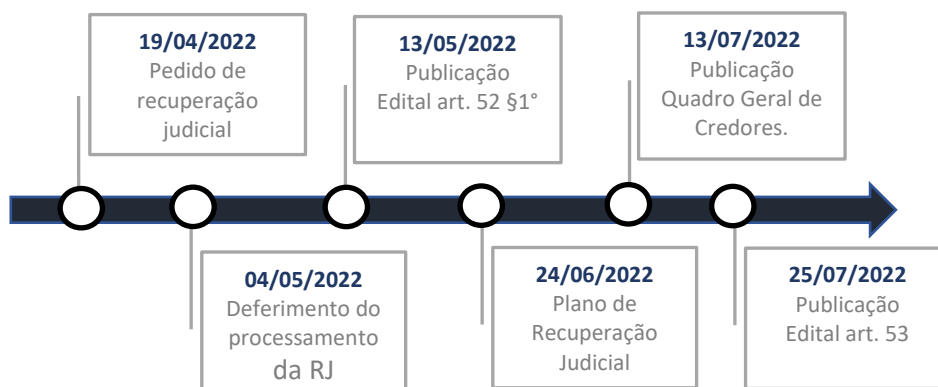 19/04/2022
Pedido de
recuperação
judicial
04/05/2022
Deferimento do
processamento
da RJ
13/05/2022
Publicação
Edital art. 52 §1°
24/06/2022
Plano de
Recuperação
Judicial
13/07/2022
Publicação
Quadro Geral de
Credores.
25/07/2022
Publicação
Edital art. 53